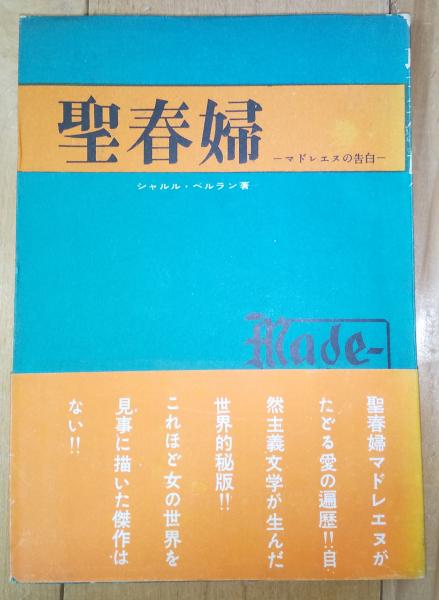 聖春婦
―マドレエヌの告白―
シャルル・ベルラン著
Made-
聖春婦マドレエヌが
たどる愛の遍歴!!自
然主義文学が生んだ
世界的秘版!!
これほど女の世界を
見事に描いた傑作は
ない!!